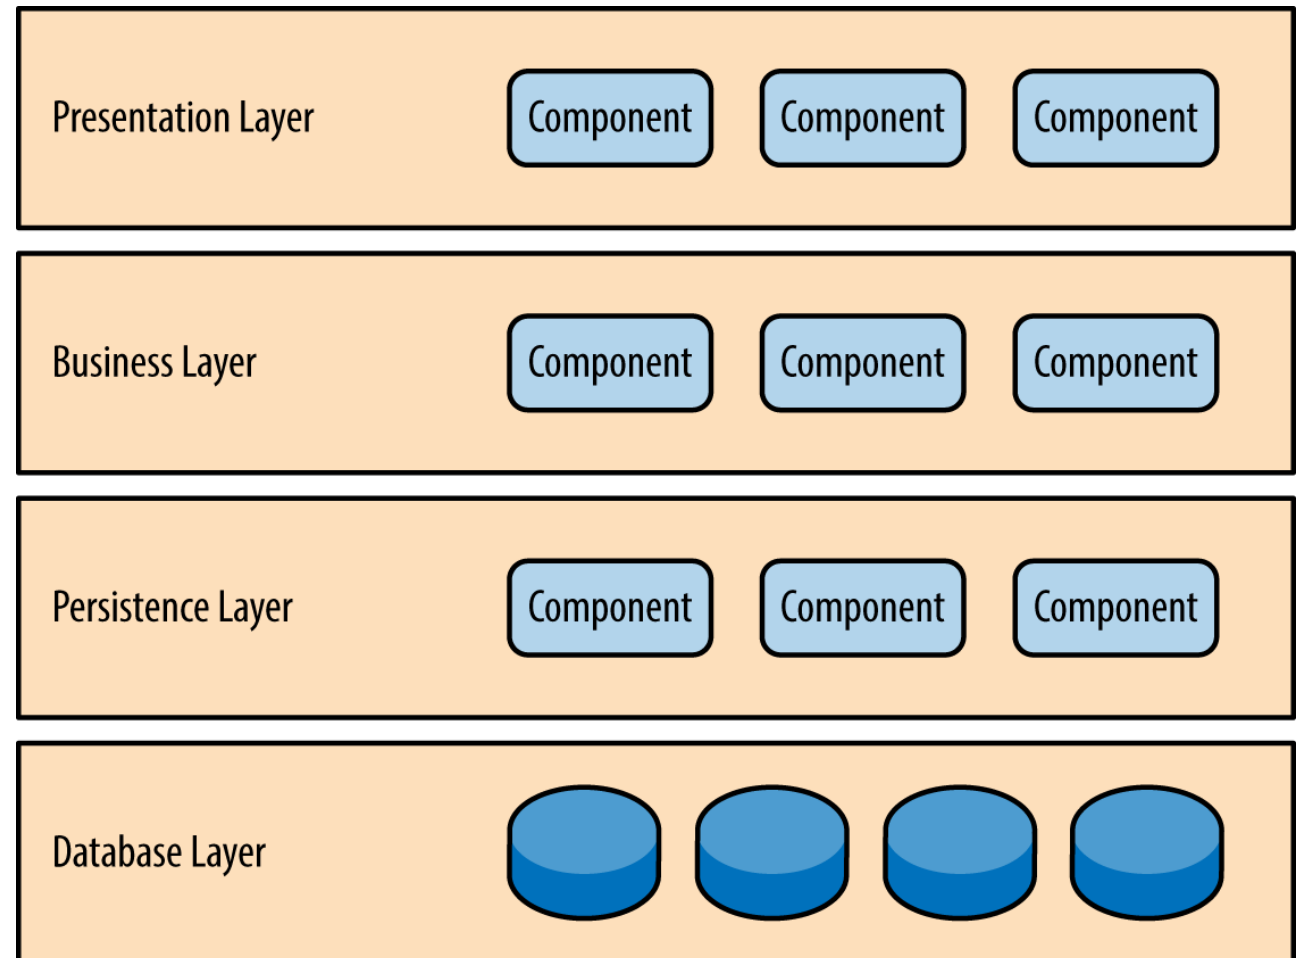 Presentation Layer Component Component Component
Business Layer Component Component Component
Persistence Layer Component Component Component
Database Layer